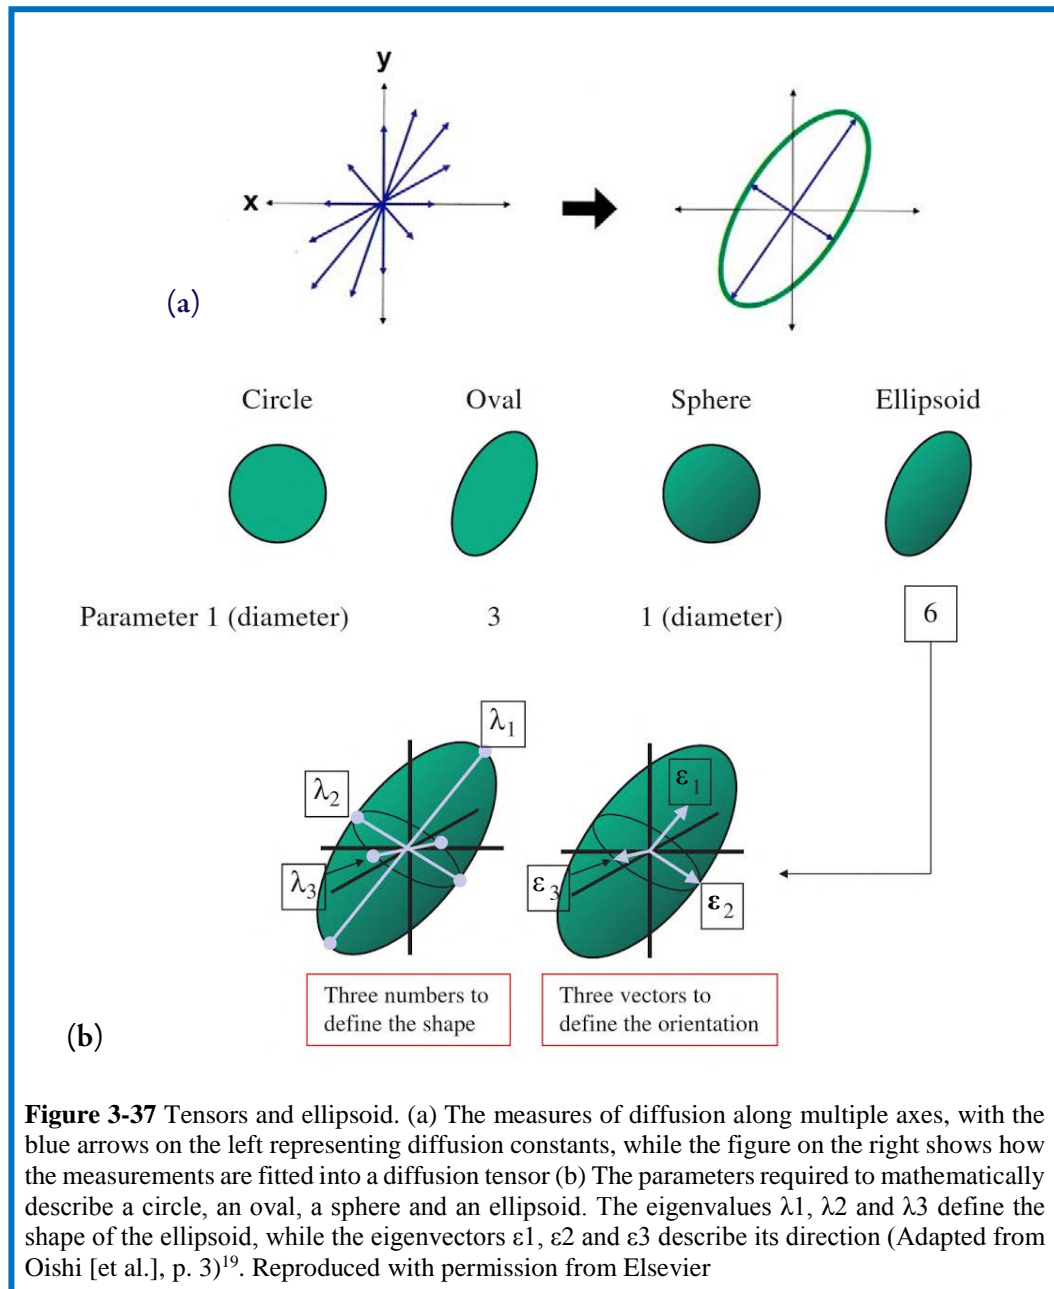 y
x
(a)
Circle Oval Sphere Ellipsoid
Parameter 1 (diameter) 3 1 (diameter) 6
λ1
λ2
λ3
ε1
ε3
ε2
Three numbers to
define the shape
Three vectors to
define the orientation
(b)
Figure 3-37 Tensors and ellipsoid. (a) The measures of diffusion along multiple axes, with the
blue arrows on the left representing diffusion constants, while the figure on the right shows how
the measurements are fitted into a diffusion tensor (b) The parameters required to mathematically
describe a circle, an oval, a sphere and an ellipsoid. The eigenvalues λ1, λ2 and λ3 define the
shape of the ellipsoid, while the eigenvectors ε1, ε2 and ε3 describe its direction (Adapted from
Oishi [et al.], p. 3)19. Reproduced with permission from Elsevier